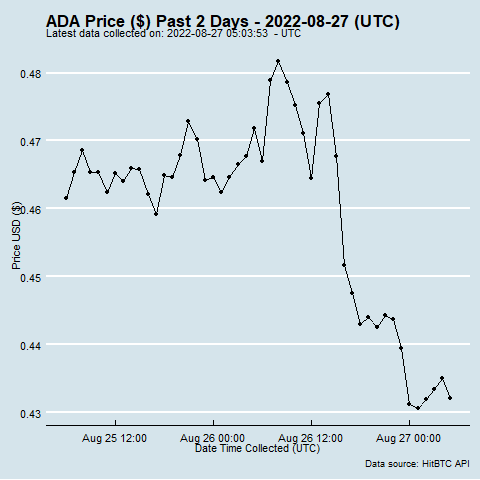 ADA Price ($) Past 2 Days - 2022-08-27 (UTC)
Latest data collected on: 2022-08-27 05:03:53  - UTC
0.48
0.47
0.46
0.45
0.44
0.43
Price USD ($)
Aug 25 12:00
Aug 26 00:00
Aug 26 12:00
Aug 27 00:00
Date Time Collected (UTC)
Data source: HitBTC API